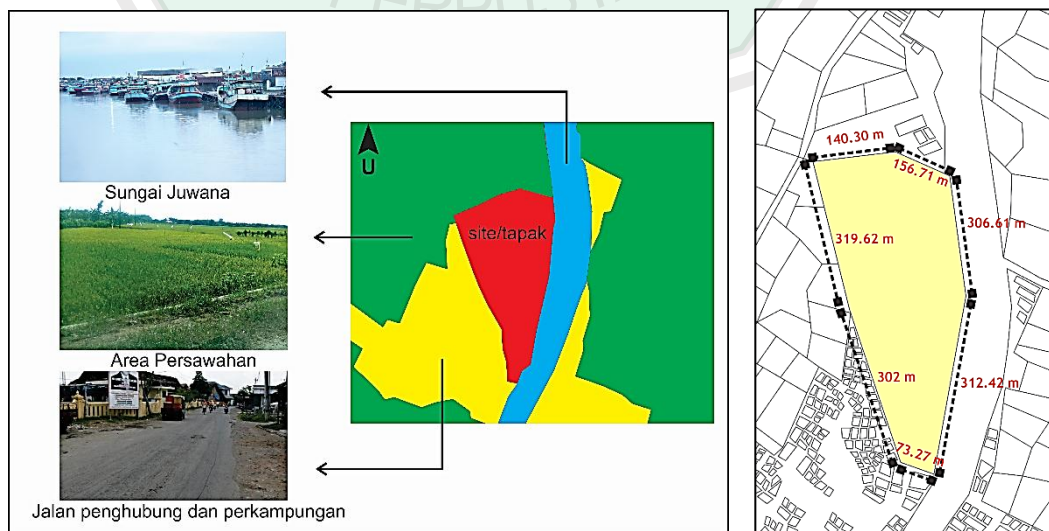 Sungai Juwana
Area Persawahan
Jalan penghubung dan perkampungan
U
site/tapak
140.30 m
156.71 m
306.61 m
319.62 m
302 m
312.42 m
73.27 m